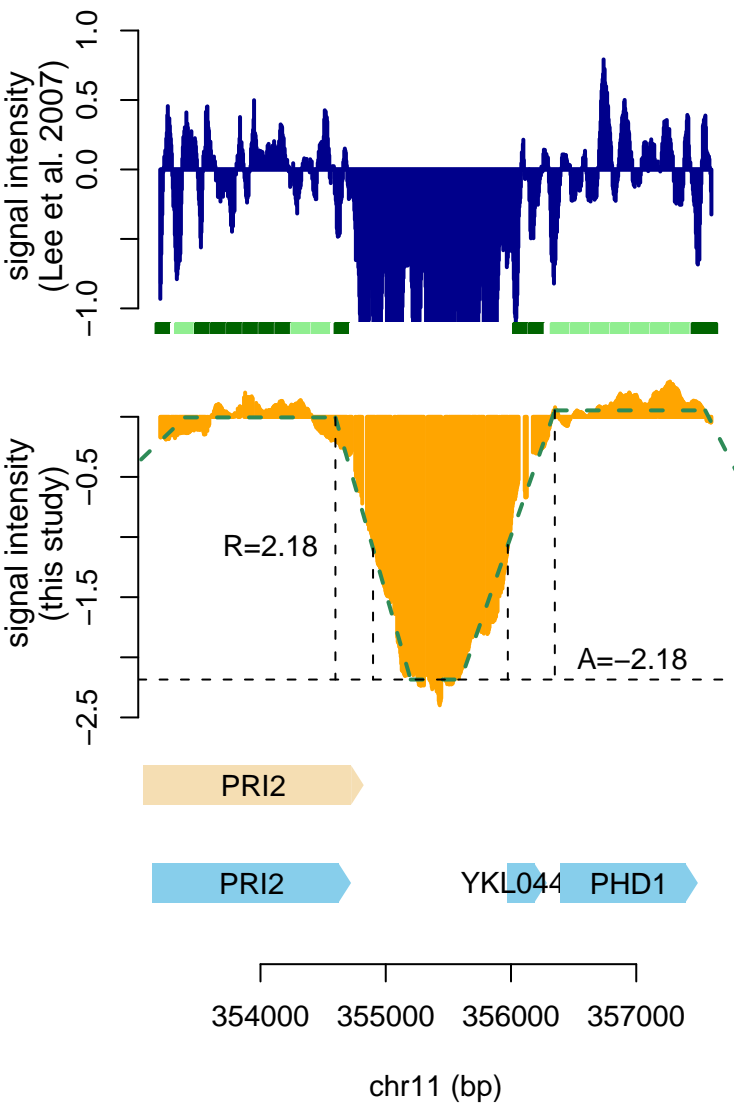 signal intensity
(Lee et al. 2007)
1.0
0.5
0.0
−1.0
signal intensity
(this study)
−0.5
−1.5
−2.5
R=2.18
A=−2.18
PRI2
PRI2
YKL044
PHD1
354000 355000 356000 357000
chr11 (bp)